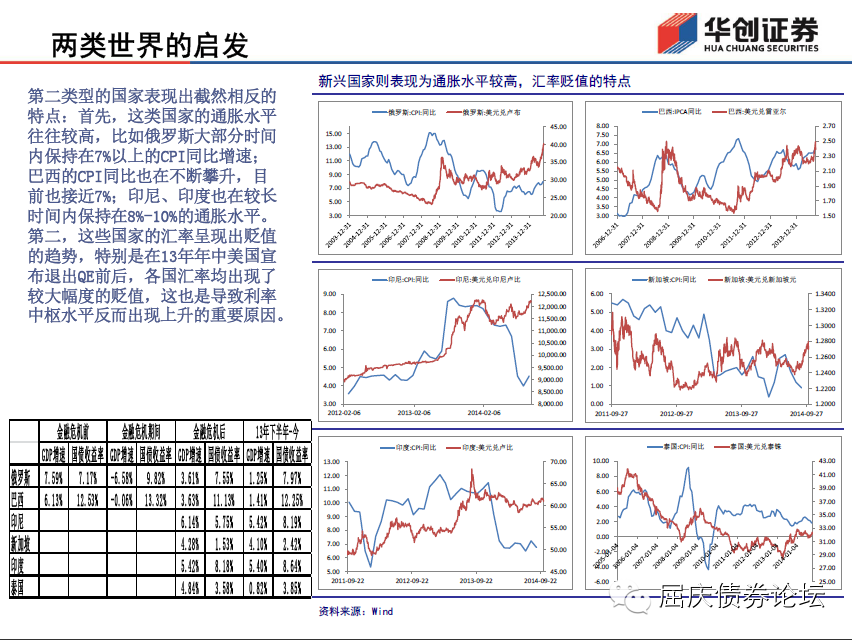 两类世界的启发
华创证券
HUA CHUANG SECURITIES
第二类型的国家表现出截然相反的
特点：首先，这类国家的通胀水平
往往较高，比如俄罗斯大部分时间
内保持在7%以上的CPI同比增速；
巴西的CPI同比也在不断攀升，目
前也接近7%；印尼、印度也在较长
时间内保持在8%-10%的通胀水平。
第二，这些国家的汇率呈现出贬值
的趋势，特别是在13年年中美国宣
布退出QE前后，各国汇率均出现了
较大幅度的贬值，这也是导致利率
中枢水平反而出现上升的重要原因。
金融危机前 金融危机期间 金融危机后 13年下半年-今
GDP增速 国债收益率 GDP增速 国债收益率 GDP增速 国债收益率 GDP增速 国债收益率
俄罗斯 7.59% 7.17% -6.58% 9.82% 3.61% 7.55% 1.25% 7.97%
巴西 6.13% 12.53% -0.06% 13.32% 3.63% 11.13% 1.41% 12.35%
印尼 6.14% 5.75% 5.42% 8.19%
新加坡 4.28% 1.53% 4.10% 2.42%
印度 5.42% 8.18% 5.40% 8.64%
泰国 4.84% 3.58% 0.82% 3.85%
新兴国家则表现为通胀水平较高，汇率贬值的特点
俄罗斯:CPI:同比 俄罗斯:美元兑卢布
15.00
13.00
11.00
9.00
7.00
5.00
3.00
45.00
40.00
35.00
30.00
25.00
20.00
2003-12-31 2004-12-31 2005-12-31 2006-12-31 2007-12-31 2008-12-31 2009-12-31 2010-12-31 2011-12-31 2012-12-31 2013-12-31
巴西:IPCA同比 巴西:美元兑雷亚尔
8.00
7.50
7.00
6.50
6.00
5.50
5.00
4.50
4.00
3.50
3.00
2.70
2.50
2.30
2.10
1.90
1.70
1.50
2006-12-31 2007-12-31 2008-12-31 2009-12-31 2010-12-31 2011-12-31 2012-12-31 2013-12-31
印尼:CPI:同比 印尼:美元兑印尼卢比
9.00
8.00
7.00
6.00
5.00
4.00
3.00
12,500.00
12,000.00
11,500.00
11,000.00
10,500.00
10,000.00
9,500.00
9,000.00
8,500.00
8,000.00
2012-02-06 2013-02-06 2014-02-06
新加坡:CPI:同比 新加坡:美元兑新加坡元
6.00
5.00
4.00
3.00
2.00
1.00
0.00
1.3400
1.3200
1.3000
1.2800
1.2600
1.2400
1.2200
1.2000
2011-09-27 2012-09-27 2013-09-27 2014-09-27
印度:CPI:同比 印度:美元兑卢比
13.00
12.00
11.00
10.00
9.00
8.00
7.00
6.00
5.00
70.00
65.00
60.00
55.00
50.00
45.00
2011-09-22 2012-09-22 2013-09-22 2014-09-22
泰国:CPI:同比 泰国:美元兑泰铢
10.00
8.00
6.00
4.00
2.00
0.00
-2.00
-4.00
-6.00
43.00
41.00
39.00
37.00
35.00
33.00
31.00
29.00
27.00
25.00
2005-01-04 2006-01-04 2007-01-04 2008-01-04 2009-01-04 2010-01-04 2011-01-04 2012-01-04 2013-01-04 2014-01-04
资料来源：Wind
屈庆债券论坛